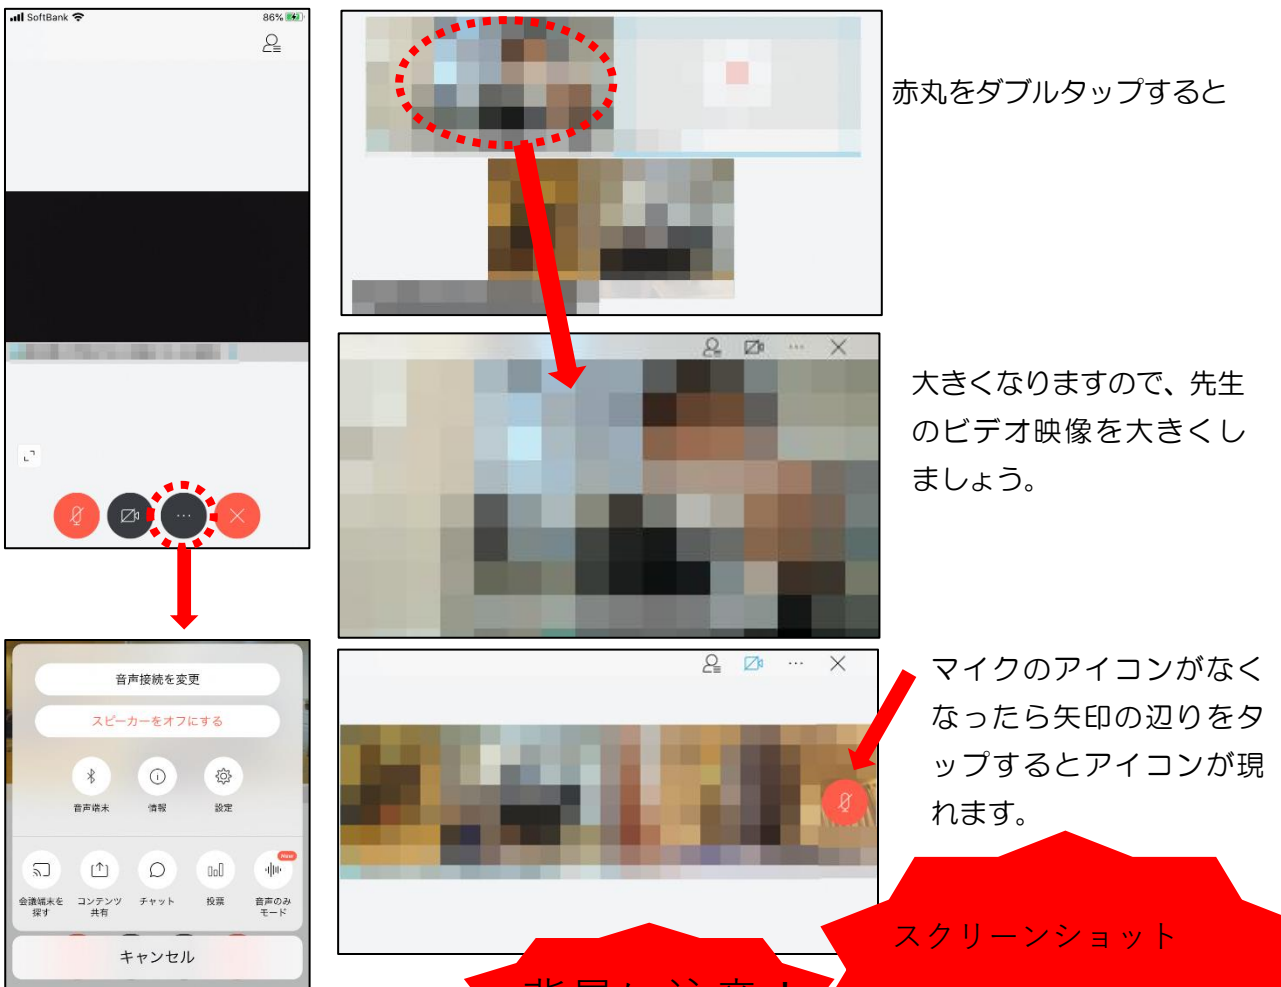 SoftBank
86%
赤丸をダブルタップすると
大きくなりますので、先生
のビデオ映像を大きくし
ましょう。
音声接続を変更
スピーカーをオフにする
音声端末
情報
設定
New
会議端末を
探す
コンテンツ
共有
チャット
投票
音声のみ
モード
キャンセル
マイクのアイコンがなく
なったら矢印の辺りをタ
ップするとアイコンが現
れます。
スクリーンショット
注意!